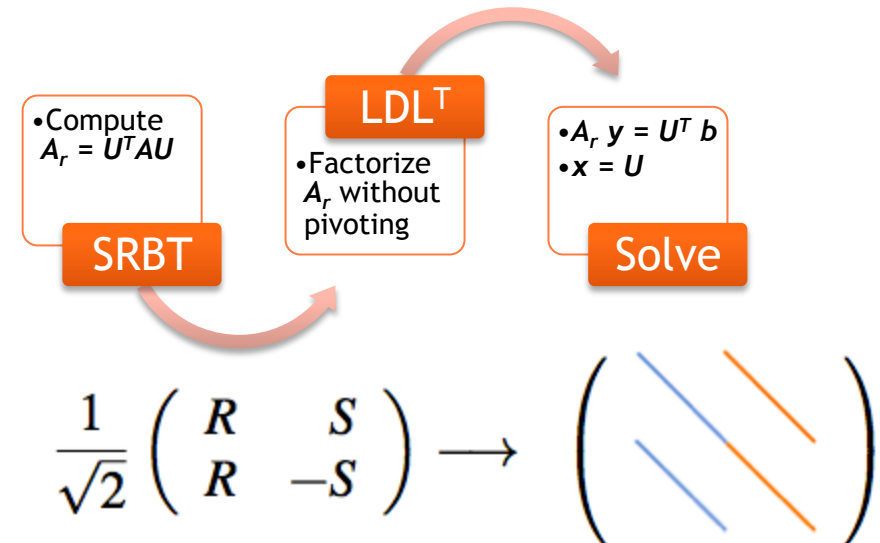 •Compute
Aᵣ = UᵀAU
SRBT
LDLᵀ
•Factorize
Aᵣ without
pivoting
•Aᵣ y = Uᵀ b
•x = U
Solve
1/√2 ( R S
R −S ) ⟶ ( )